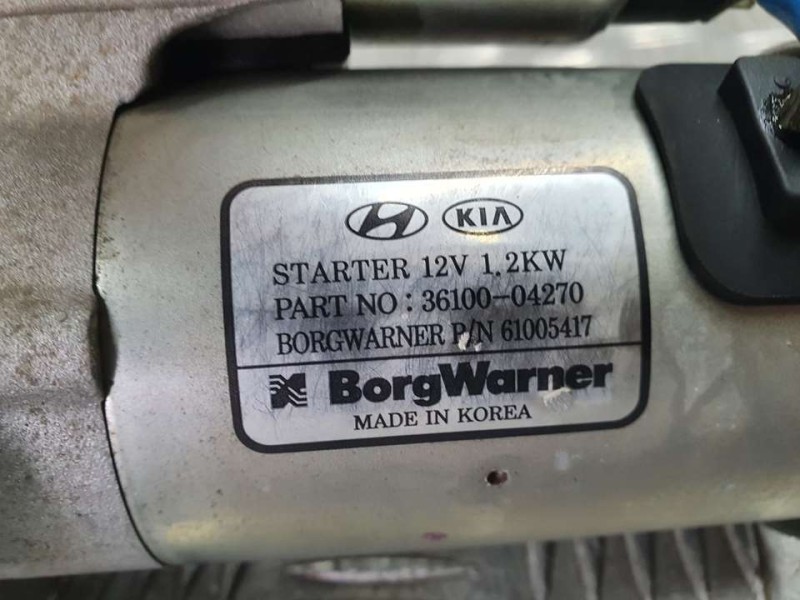 KIA
STARTER 12V 1.2KW
PART NO : 36100-04270
BORGWARNER P/N 61005417
BorgWarner
MADE IN KOREA